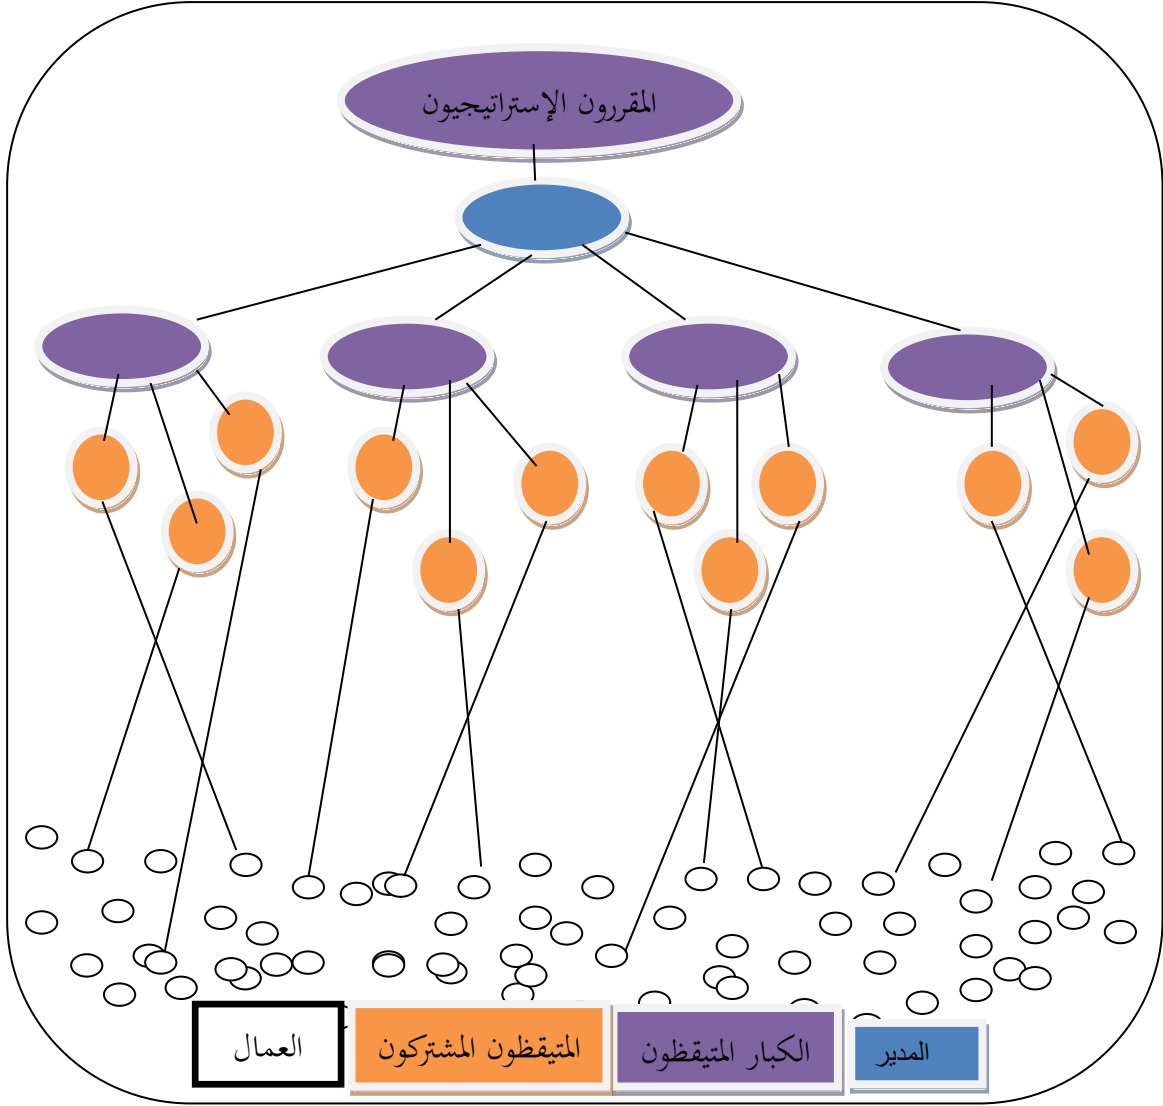 المقررون الإستراتيجيون
المدير
الكبار المتيقظون
المتيقظون المشتركون
العمال